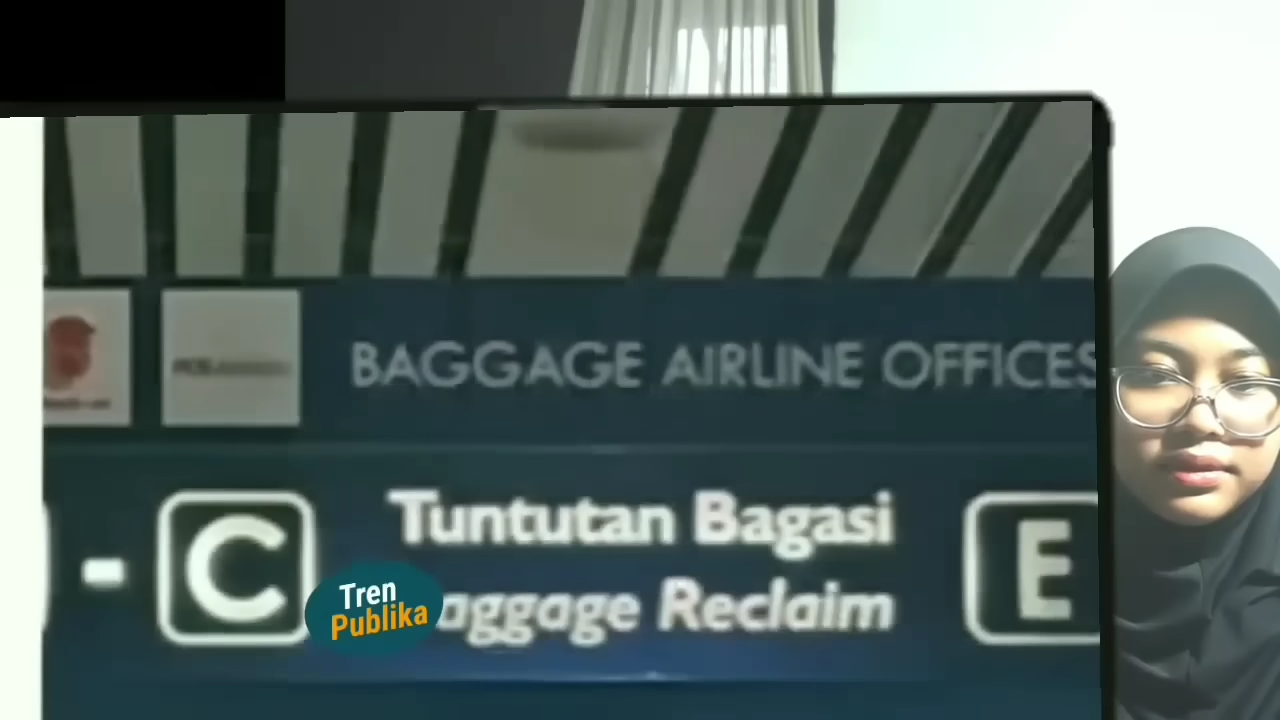 BAGGAGE AIRLINE OFFICES
- C
Tuntutan Bagasi
aggage Reclaim
E
Tren
Publika